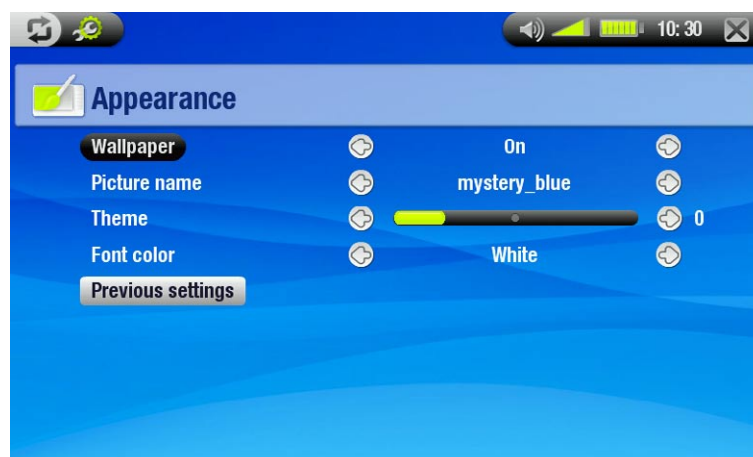 10:30
Appearance
Wallpaper On
Picture name mystery_blue
Theme 0
Font color White
Previous settings